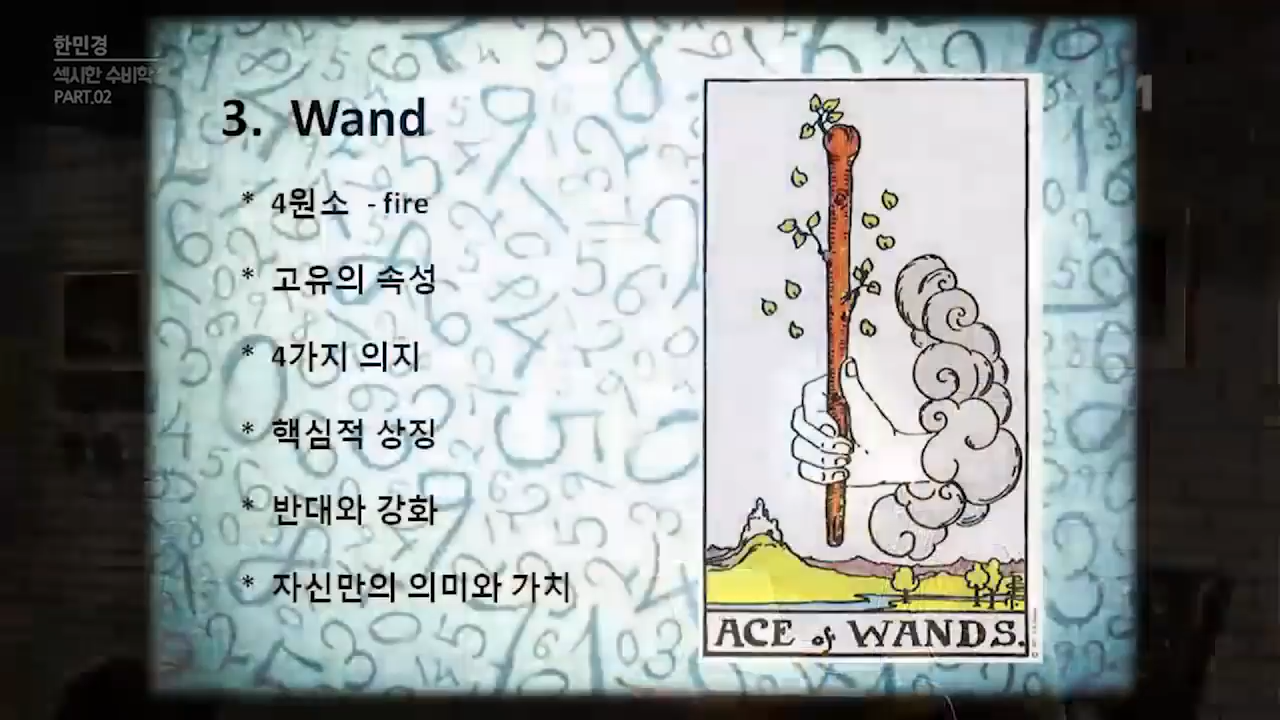 한민경
섹시한 수비학
PART.02
3. Wand
* 4원소 - fire
* 고유의 속성
* 4가지 의지
* 핵심적 상징
* 반대와 강화
* 자신만의 의미와 가치
ACE of WANDS.